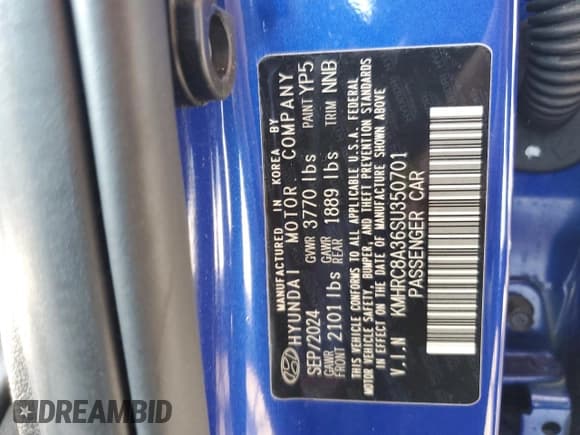 MANUFACTURED IN KOREA BY
HYUNDAI MOTOR COMPANY
SEP/2024 GVWR 3770 lbs PAINT YP5
GAWR FRONT 2101lbs GAWR REAR 1889 lbs TRIM NNB
THIS VEHICLE CONFORMS TO ALL APPLICABLE U.S.A. FEDERAL
MOTOR VEHICLE SAFETY, BUMPER, AND THEFT PREVENTION STANDARDS
IN EFFECT ON THE DATE OF MANUFACTURE SHOWN ABOVE
V.I.N KMHRC8A36SU350701
PASSENGER CAR
DREAMBID